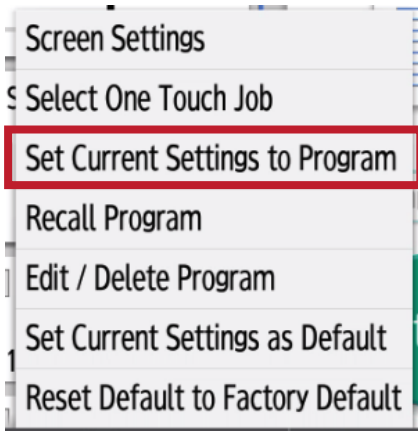 Screen Settings
Select One Touch Job
Set Current Settings to Program
Recall Program
Edit / Delete Program
Set Current Settings as Default
Reset Default to Factory Default